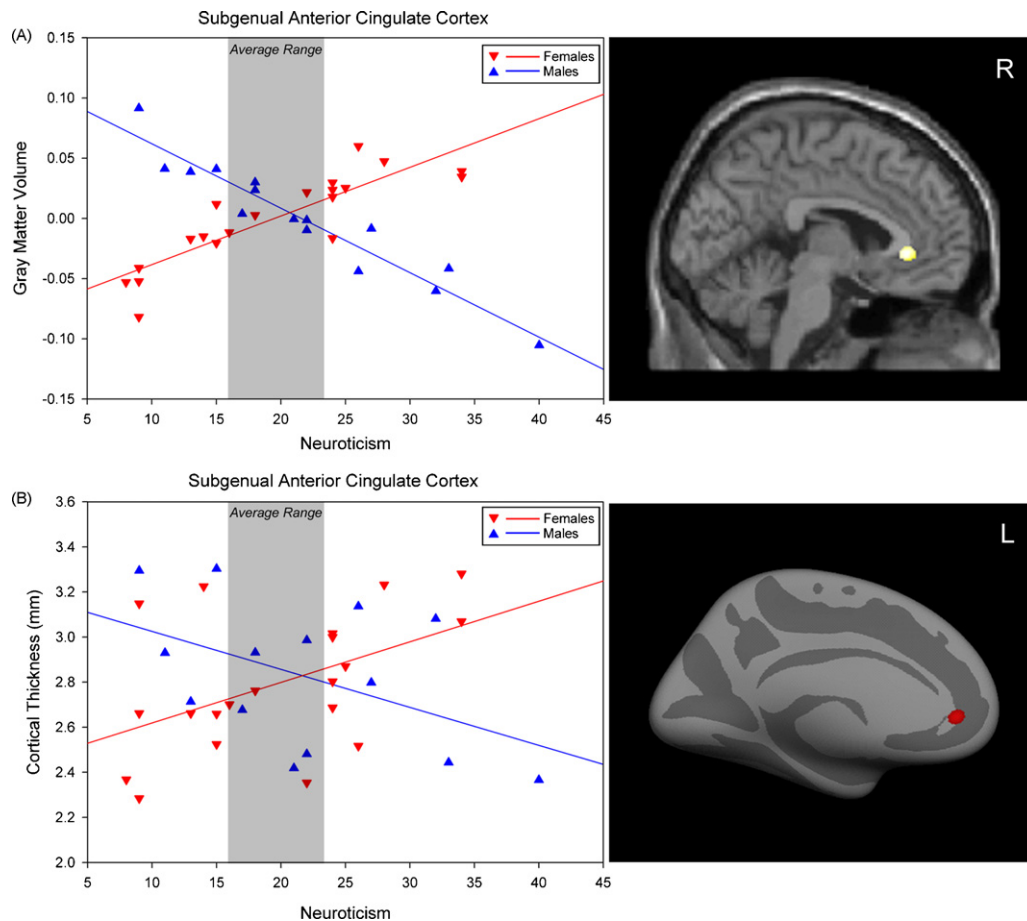 Subgenual Anterior Cingulate Cortex
(A)
0.15
0.10
0.05
0.00
-0.05
-0.10
-0.15
Gray Matter Volume
Average Range
Females
Males
5 10 15 20 25 30 35 40 45
Neuroticism
R
Subgenual Anterior Cingulate Cortex
(B)
3.6
3.4
3.2
3.0
2.8
2.6
2.4
2.2
2.0
Cortical Thickness (mm)
Average Range
Females
Males
5 10 15 20 25 30 35 40 45
Neuroticism
L